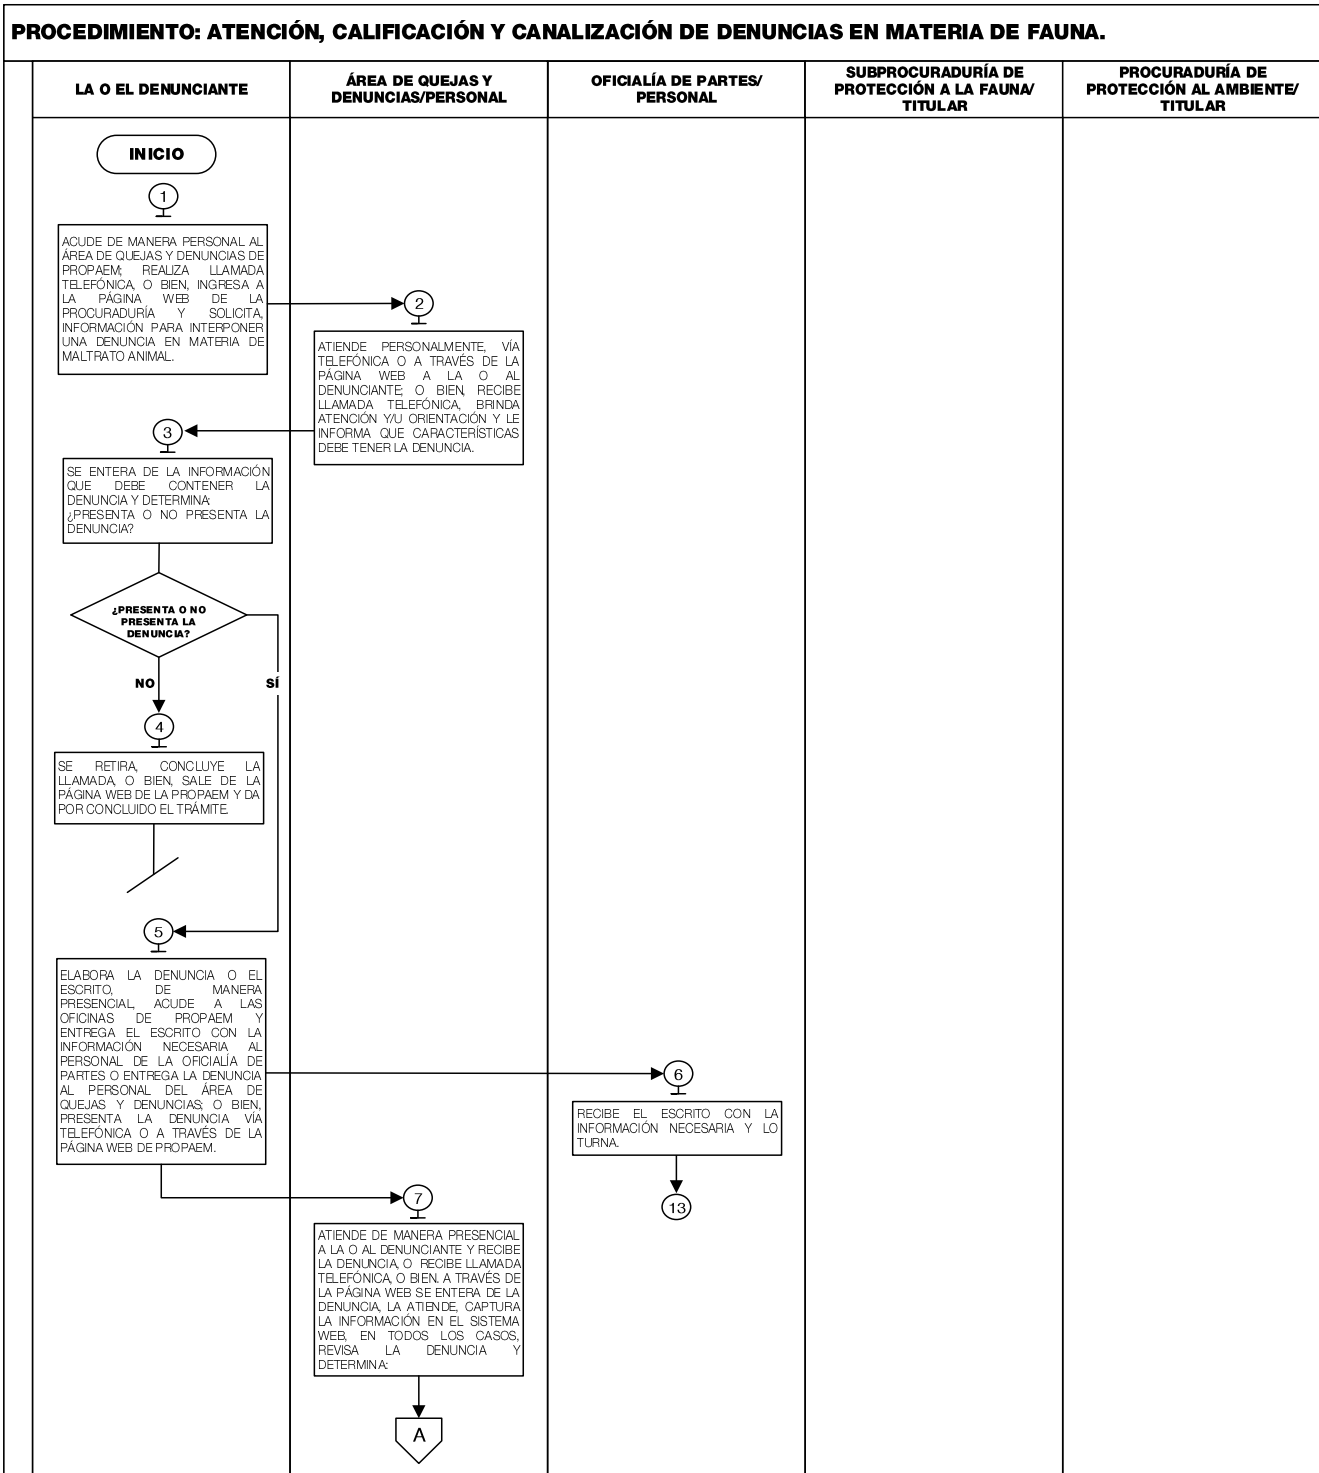 PROCEDIMIENTO: ATENCIÓN, CALIFICACIÓN Y CANALIZACIÓN DE DENUNCIAS EN MATERIA DE FAUNA.
LA O EL DENUNCIANTE
ÁREA DE QUEJAS Y
DENUNCIAS/PERSONAL
OFICIALÍA DE PARTES/
PERSONAL
SUBPROCURADURÍA DE
PROTECCIÓN A LA FAUNA/
TITULAR
PROCURADURÍA DE
PROTECCIÓN AL AMBIENTE/
TITULAR
INICIO
1
ACUDE DE MANERA PERSONAL AL
ÁREA DE QUEJAS Y DENUNCIAS DE
PROPAEM; REALIZA LLAMADA
TELEFÓNICA, O BIEN, INGRESA A
LA PÁGINA WEB DE LA
PROCURADURÍA Y SOLICITA,
INFORMACIÓN PARA INTERPONER
UNA DENUNCIA EN MATERIA DE
MALTRATO ANIMAL.
2
ATIENDE PERSONALMENTE, VÍA
TELEFÓNICA O A TRAVÉS DE LA
PÁGINA WEB A LA O AL
DENUNCIANTE; O BIEN, RECIBE
LLAMADA TELEFÓNICA, BRINDA
ATENCIÓN Y/U ORIENTACIÓN Y LE
INFORMA QUE CARACTERÍSTICAS
DEBE TENER LA DENUNCIA.
3
SE ENTERA DE LA INFORMACIÓN
QUE DEBE CONTENER LA
DENUNCIA Y DETERMINA:
¿PRESENTA O NO PRESENTA LA
DENUNCIA?
¿PRESENTA O NO
PRESENTA LA
DENUNCIA?
NO
SÍ
4
SE RETIRA, CONCLUYE LA
LLAMADA, O BIEN, SALE DE LA
PÁGINA WEB DE LA PROPAEM Y DA
POR CONCLUIDO EL TRÁMITE.
5
ELABORA LA DENUNCIA O EL
ESCRITO, DE MANERA
PRESENCIAL, ACUDE A LAS
OFICINAS DE PROPAEM Y
ENTREGA EL ESCRITO CON LA
INFORMACIÓN NECESARIA AL
PERSONAL DE LA OFICIALÍA DE
PARTES O ENTREGA LA DENUNCIA
AL PERSONAL DEL ÁREA DE
QUEJAS Y DENUNCIAS; O BIEN,
PRESENTA LA DENUNCIA VÍA
TELEFÓNICA O A TRAVÉS DE LA
PÁGINA WEB DE PROPAEM.
6
RECIBE EL ESCRITO CON LA
INFORMACIÓN NECESARIA Y LO
TURNA.
13
7
ATIENDE DE MANERA PRESENCIAL
A LA O AL DENUNCIANTE Y RECIBE
LA DENUNCIA, O RECIBE LLAMADA
TELEFÓNICA, O BIEN. A TRAVÉS DE
LA PÁGINA WEB SE ENTERA DE LA
DENUNCIA, LA ATIENDE, CAPTURA
LA INFORMACIÓN EN EL SISTEMA
WEB, EN TODOS LOS CASOS,
REVISA LA DENUNCIA Y
DETERMINA:
A